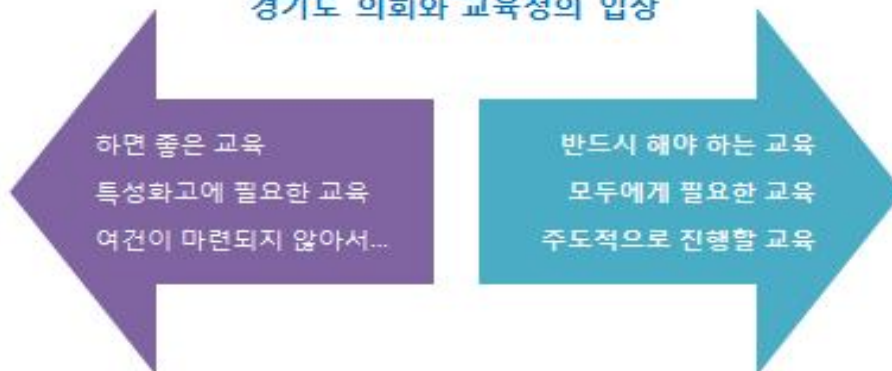 경기도 의회와 교육청의 입장
하면 좋은 교육
특성화고에 필요한 교육
여건이 마련되지 않아서...
반드시 해야 하는 교육
모두에게 필요한 교육
주도적으로 진행할 교육